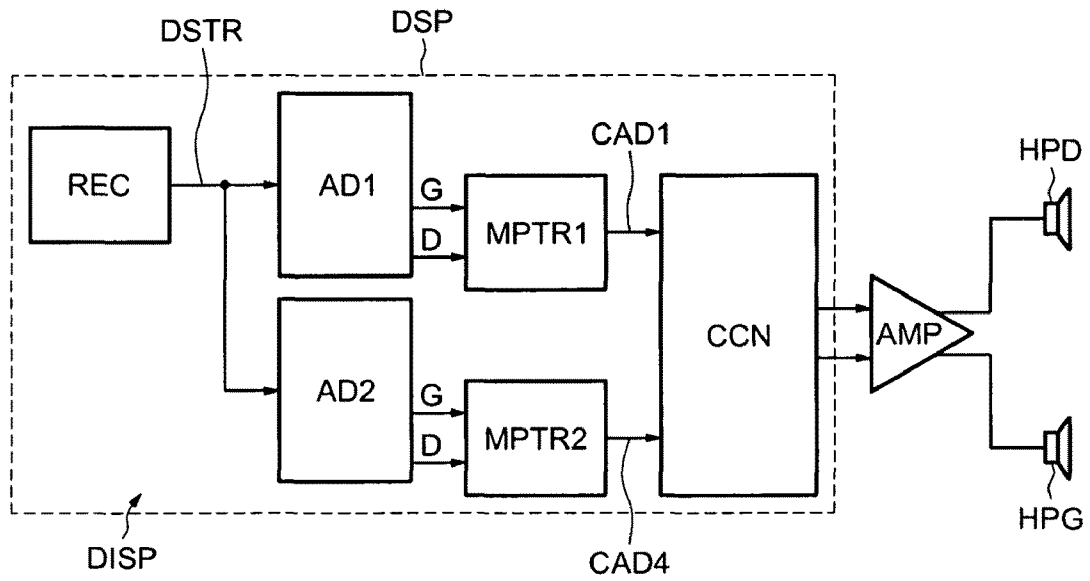 DSP
DSTR
CAD1
HPD
REC
AD1
G
D
MPTR1
CCN
AMP
AD2
G
D
MPTR2
HPG
DISP
CAD4